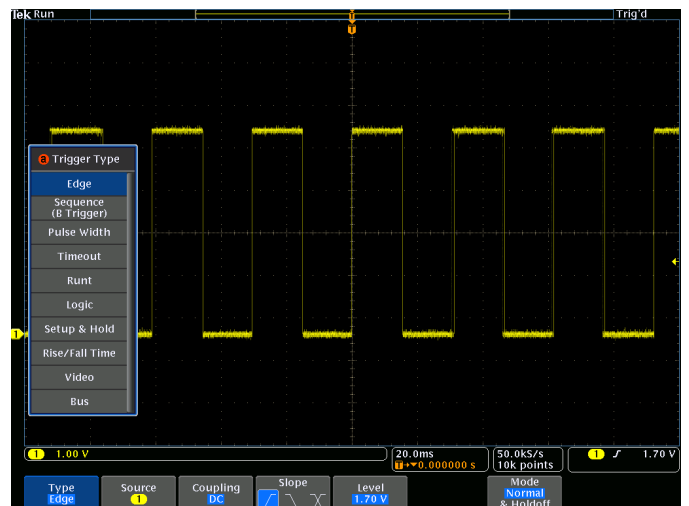 Tek Run Trig'd
T
T
a Trigger Type
Edge
Sequence
(B Trigger)
Pulse Width
Timeout
Runt
Logic
Setup & Hold
Rise/Fall Time
Video
Bus
1
1 1.00 V
20.0ms
T→▼0.000000 s
50.0kS/s
10k points
1 1.70 V
Type
Edge
Source
1
Coupling
DC
Slope
Level
1.70 V
Mode
Normal
& Holdoff